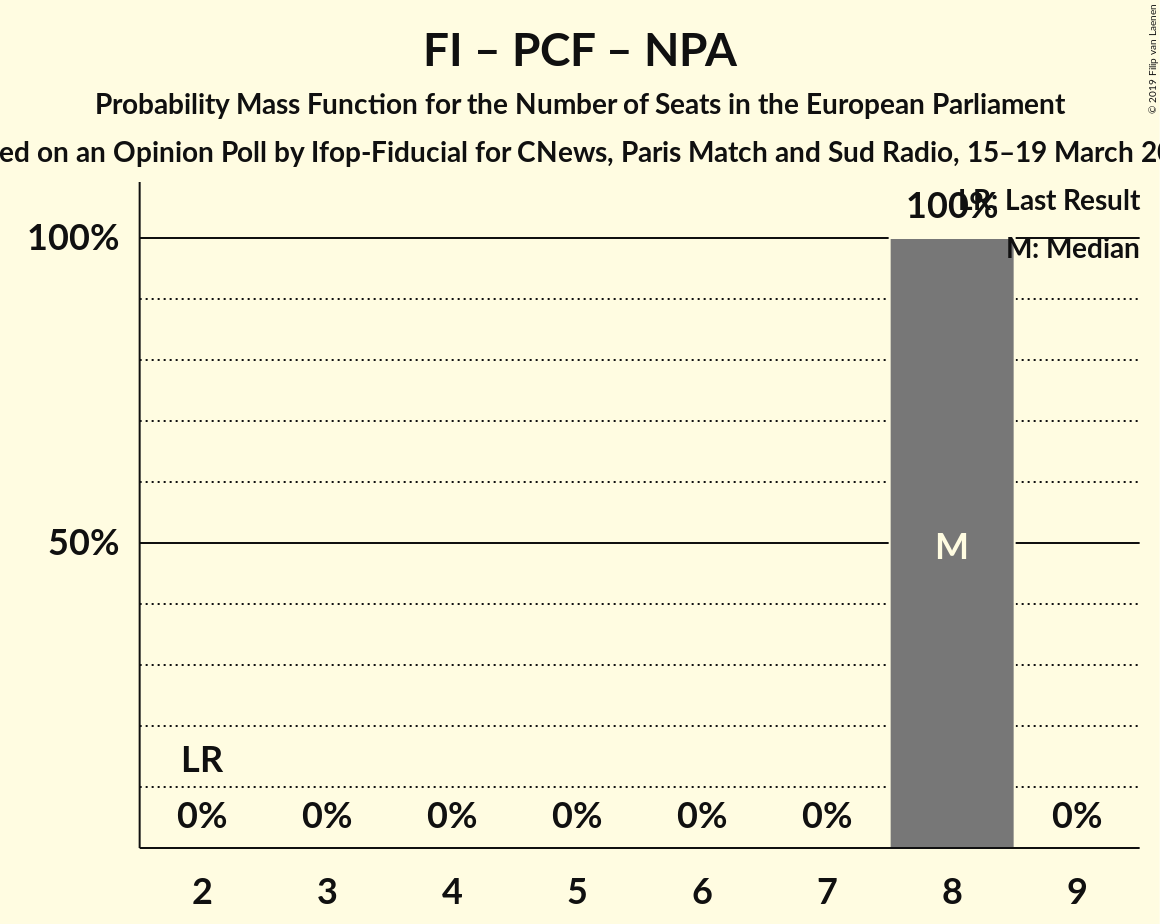 FI – PCF – NPA
Probability Mass Function for the Number of Seats in the European Parliament
on an Opinion Poll by Ifop-Fiducial for CNews, Paris Match and Sud Radio, 15–19 March
© 2019 Filip van Laenen
100%
LR: Last Result
M: Median
100%
50%
M
LR
0% 0% 0% 0% 0% 0% 0%
2 3 4 5 6 7 8 9